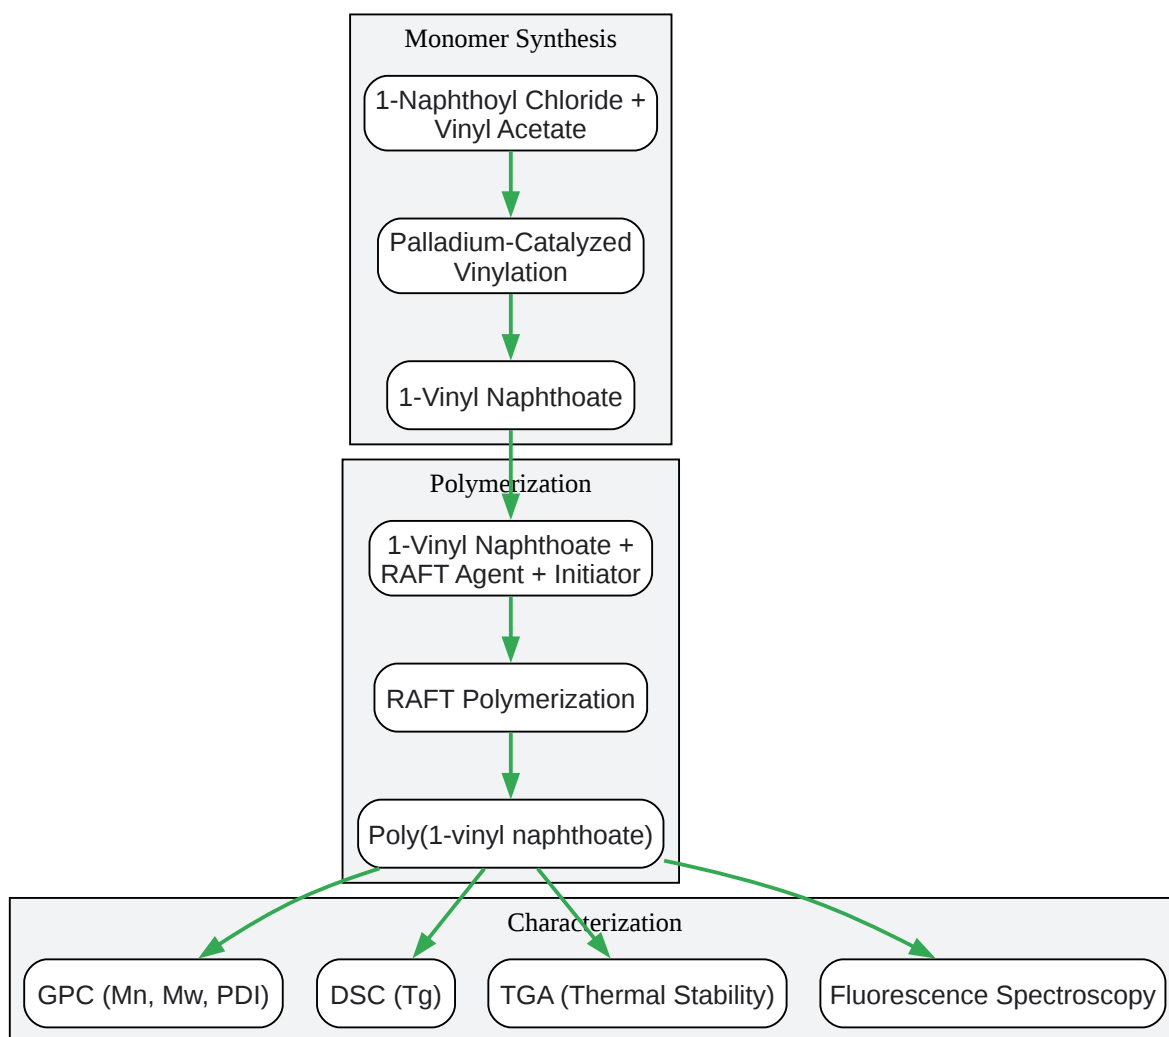 Monomer Synthesis
1-Naphthoyl Chloride +
Vinyl Acetate
Palladium-Catalyzed
Vinylation
1-Vinyl Naphthoate
Polymerization
1-Vinyl Naphthoate +
RAFT Agent + Initiator
RAFT Polymerization
Poly(1-vinyl naphthoate)
Characterization
GPC (Mn, Mw, PDI)
DSC (Tg)
TGA (Thermal Stability)
Fluorescence Spectroscopy